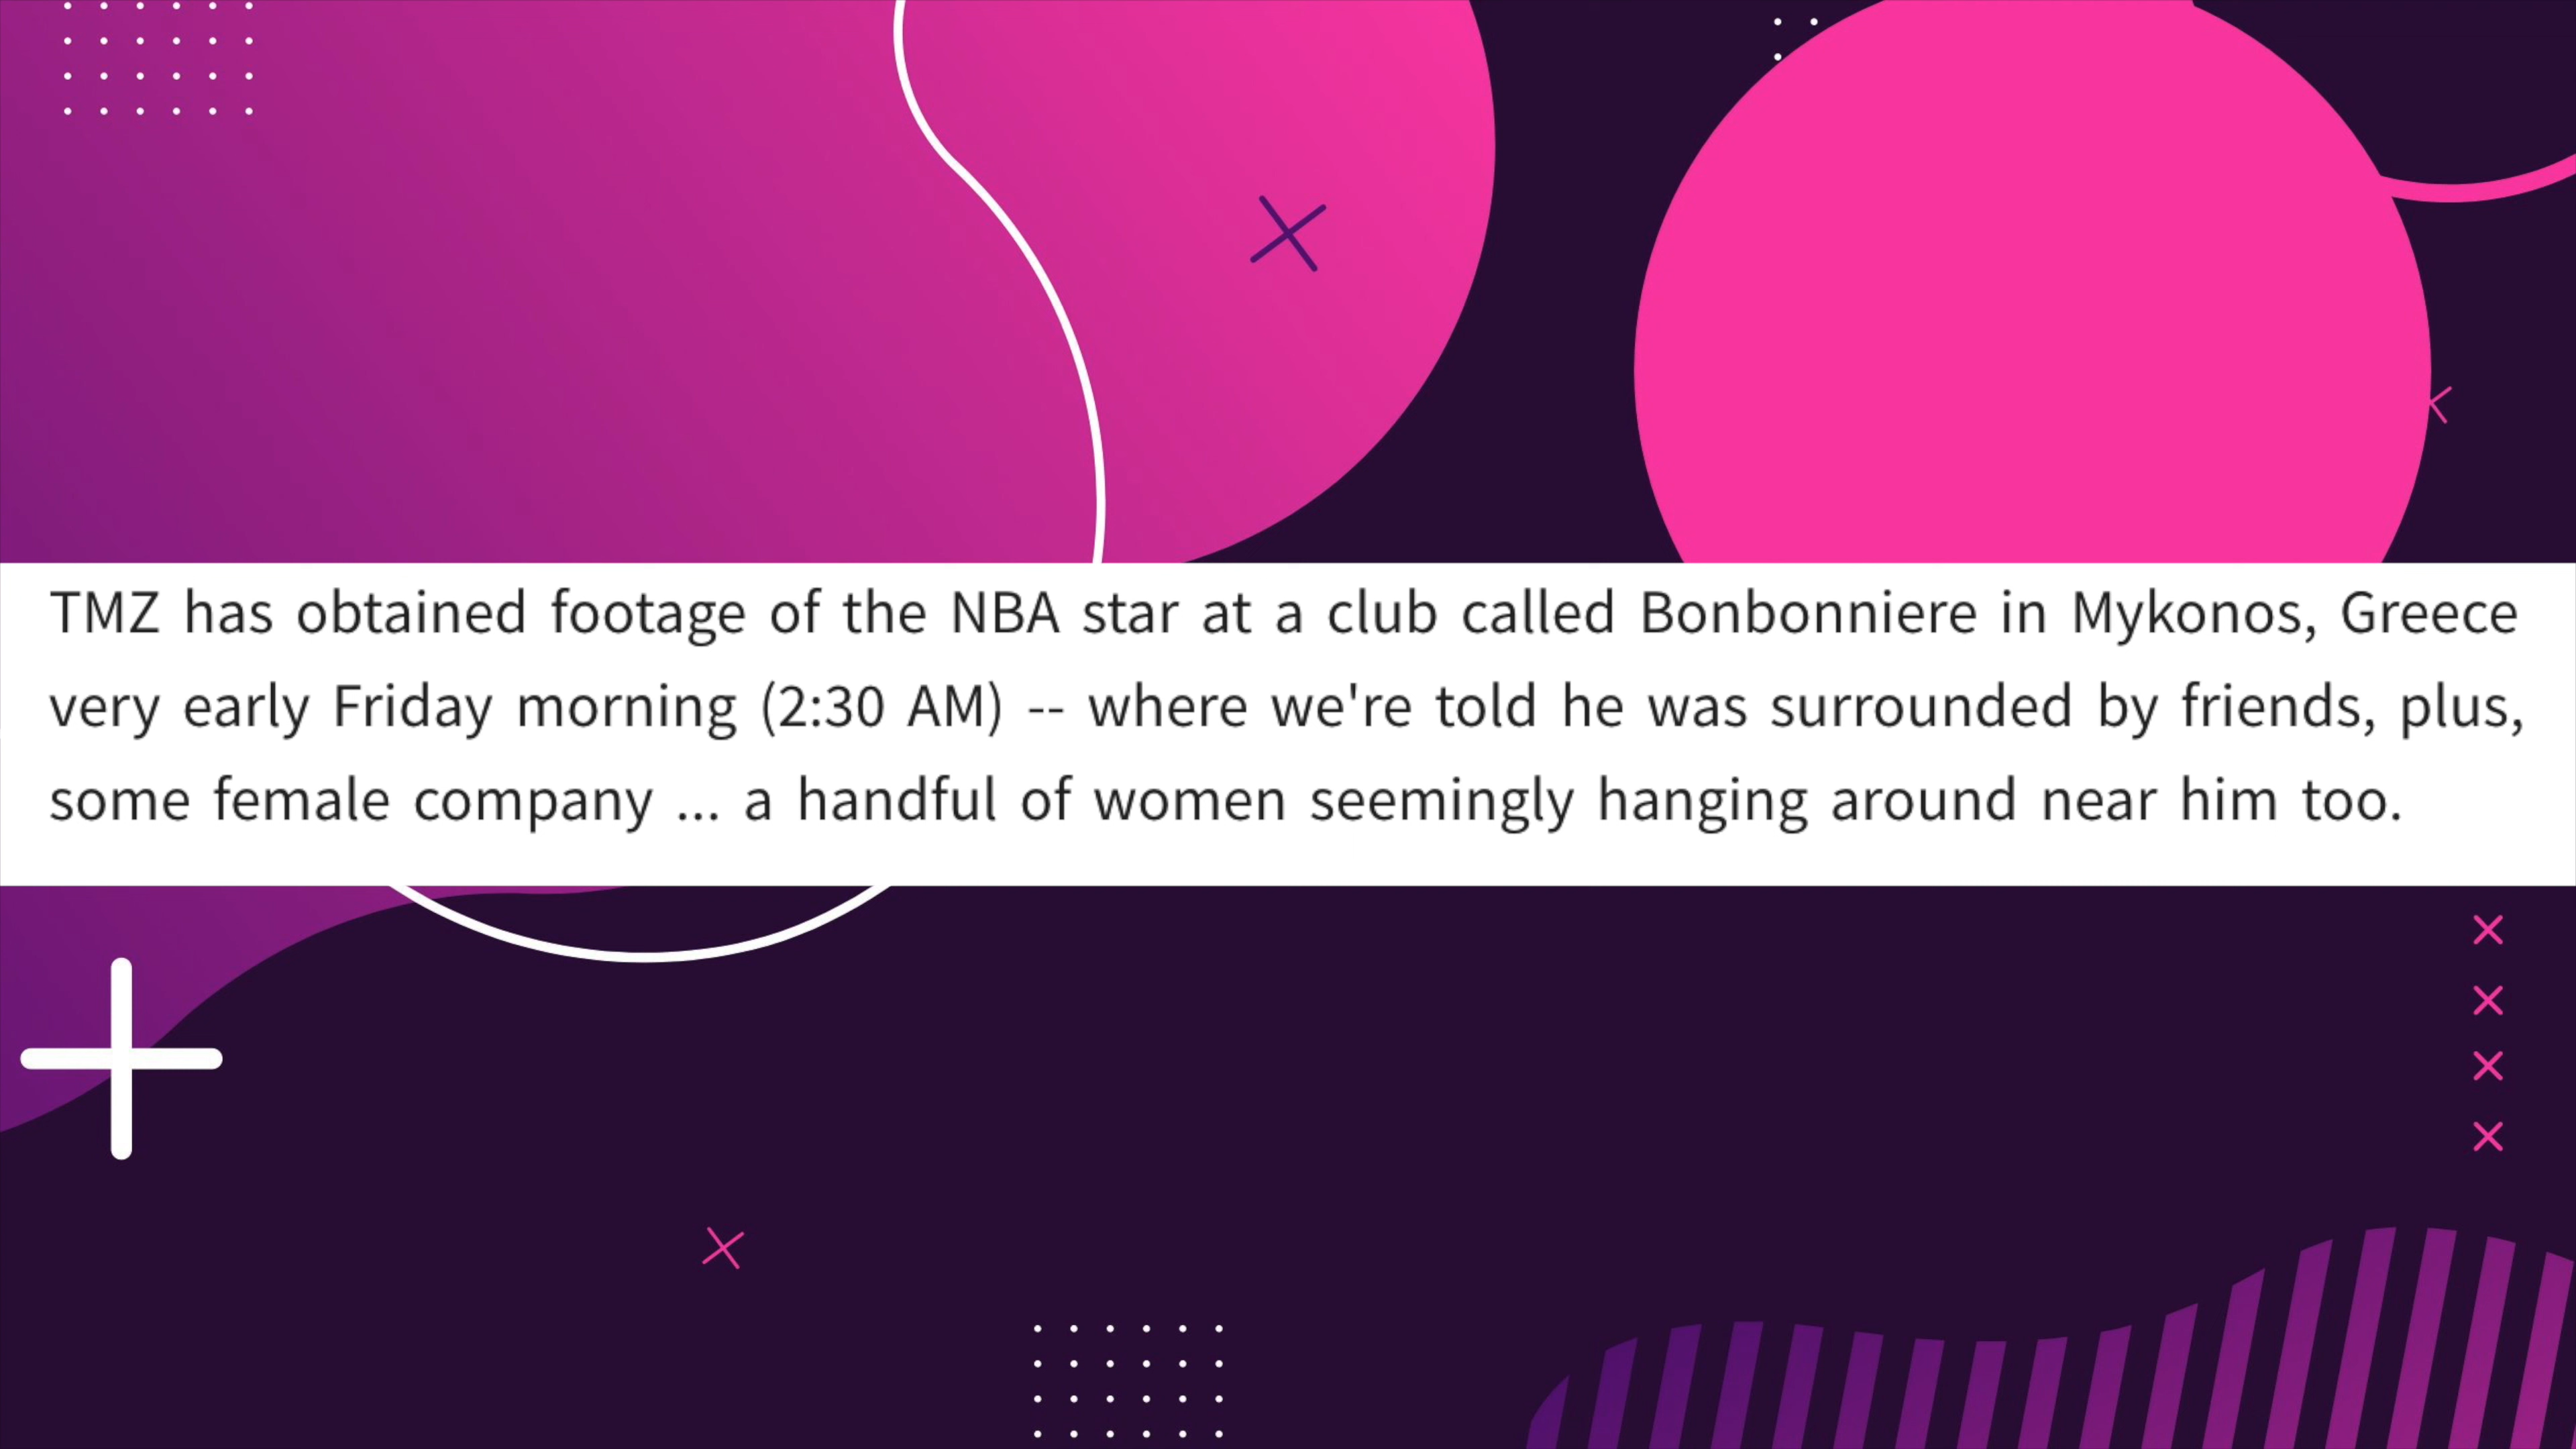 TMZ has obtained footage of the NBA star at a club called Bonbonniere in Mykonos, Greece
very early Friday morning (2:30 AM) -- where we're told he was surrounded by friends, plus,
some female company ... a handful of women seemingly hanging around near him too.